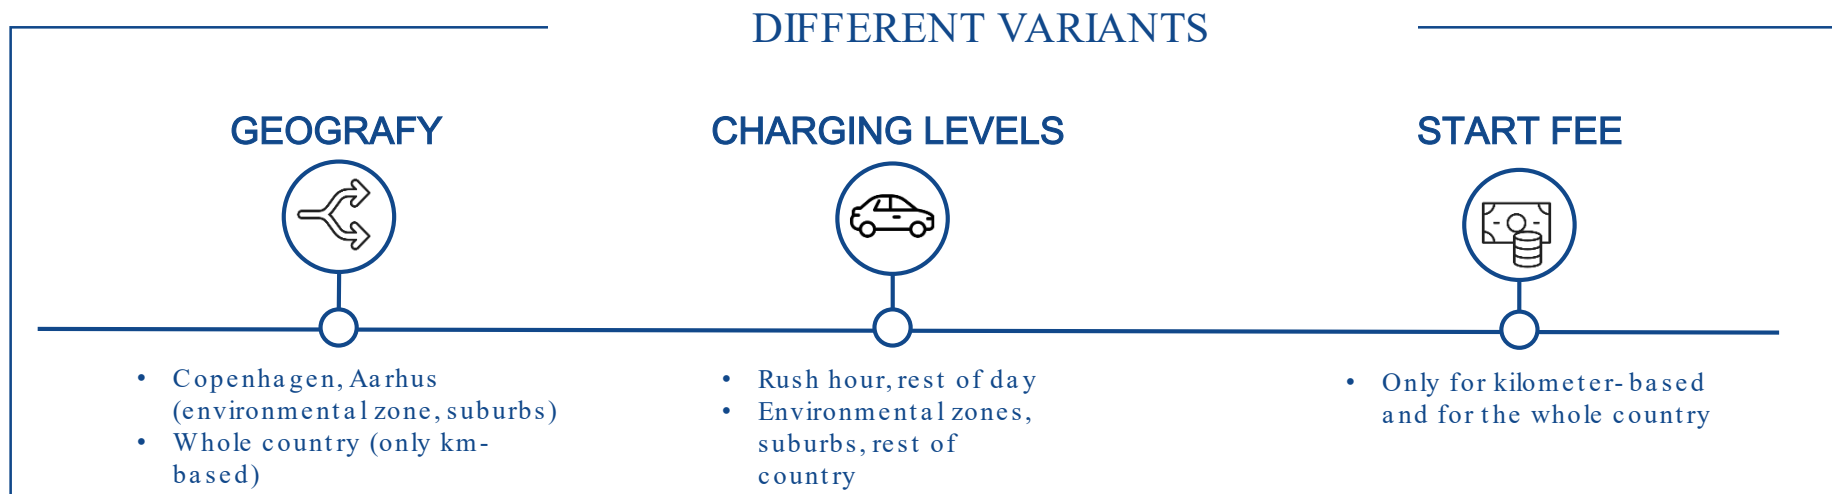 DIFFERENT VARIANTS
GEOGRAFY
• Copenhagen, Aarhus
(environmental zone, suburbs)
• Whole country (only km-
based)
CHARGING LEVELS
• Rush hour, rest of day
• Environmental zones,
suburbs, rest of
country
START FEE
• Only for kilometer-based
and for the whole country